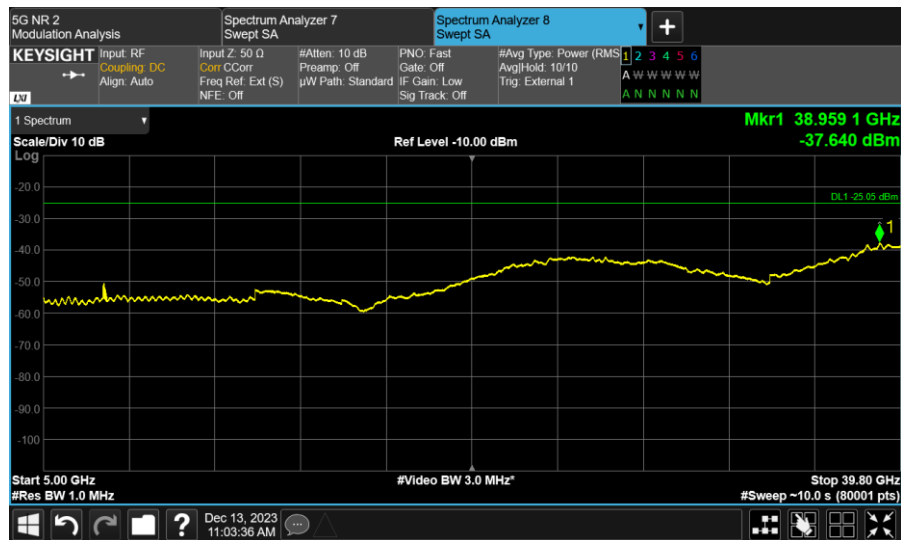 5G NR 2
Modulation Analysis
Spectrum Analyzer 7
Swept SA
Spectrum Analyzer 8
Swept SA
KEYSIGHT
LXI
Input: RF
Coupling: DC
Align: Auto
Input Z: 50 Ω
Corr CCorr
Freq Ref: Ext (S)
NFE: Off
#Atten: 10 dB
Preamp: Off
µW Path: Standard
PNO: Fast
Gate: Off
IF Gain: Low
Sig Track: Off
#Avg Type: Power (RMS
Avg|Hold: 10/10
Trig: External 1
1 2 3 4 5 6
A W W W W W
A N N N N N
1 Spectrum
Scale/Div 10 dB
Log
Ref Level -10.00 dBm
Mkr1 38.959 1 GHz
-37.640 dBm
DL1 -25.05 dBm
1
-20.0
-30.0
-40.0
-50.0
-60.0
-70.0
-80.0
-90.0
-100
Start 5.00 GHz
#Res BW 1.0 MHz
#Video BW 3.0 MHz*
Stop 39.80 GHz
#Sweep ~10.0 s (80001 pts)
?
Dec 13, 2023
11:03:36 AM